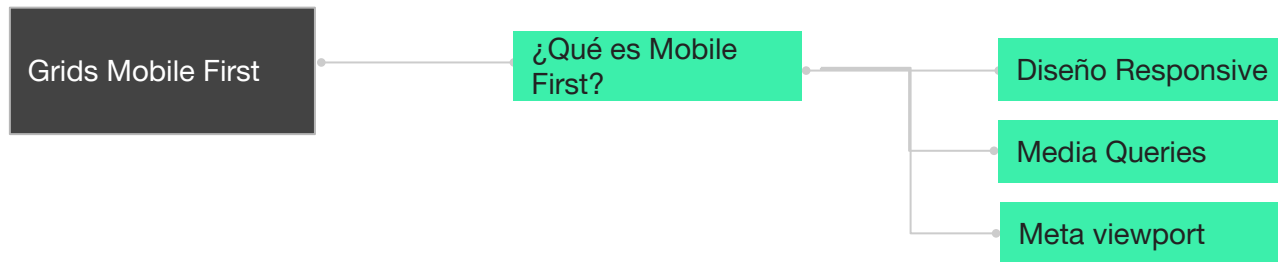 Grids Mobile First
¿Qué es Mobile
First?
Diseño Responsive
Media Queries
Meta viewport